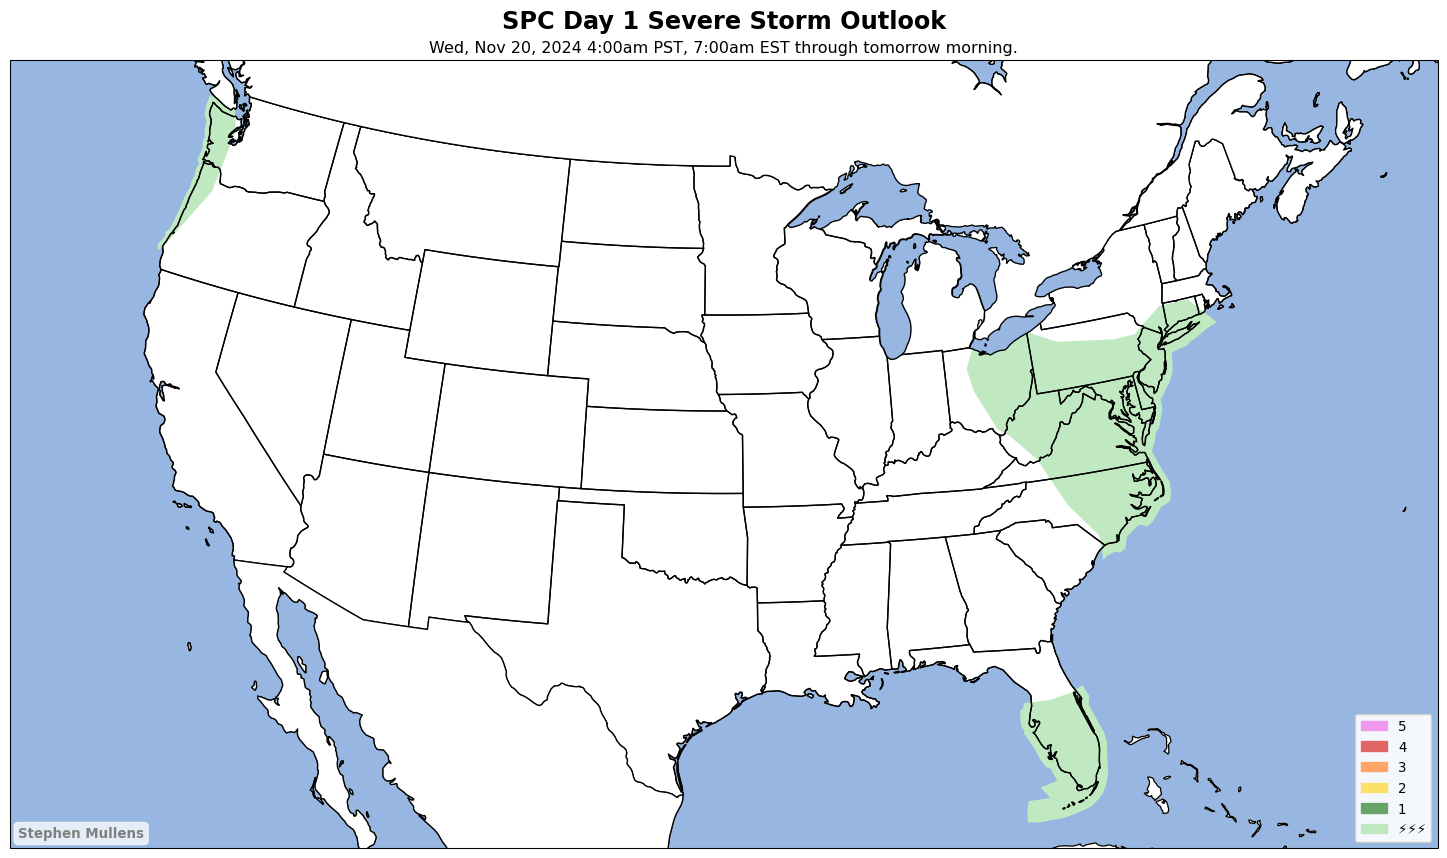 SPC Day 1 Severe Storm Outlook
Wed, Nov 20, 2024 4:00am PST, 7:00am EST through tomorrow morning.
5
4
3
2
1
⚡⚡⚡
Stephen Mullens